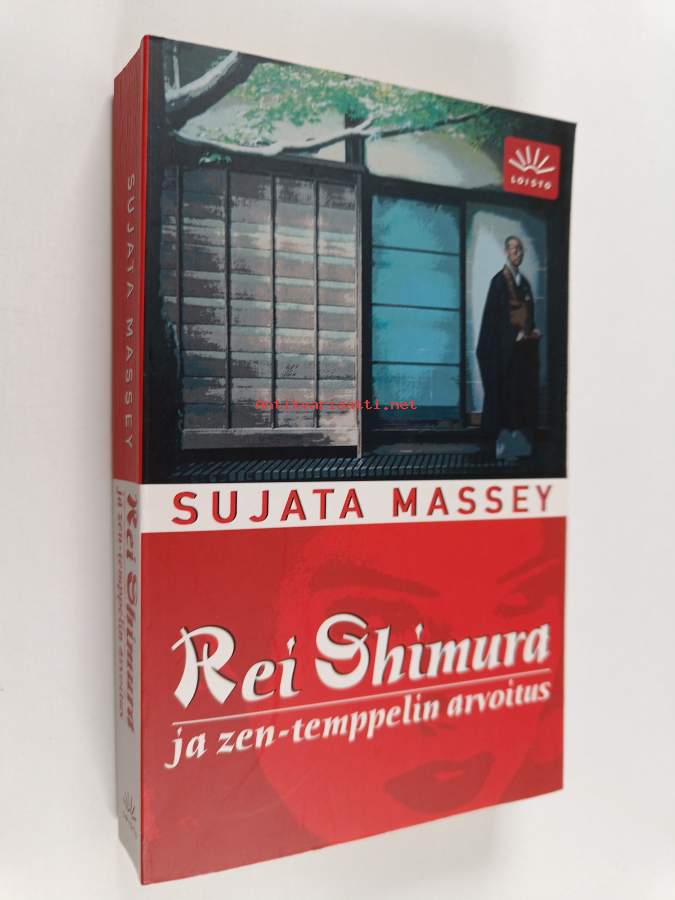 LOISTO
SUJATA MASSEY
Rei Shimura
ja zen-temppelin arvoitus
SUJATA MASSEY
Rei Shimura
ja zen-temppelin arvoitus
Antikvariaatti.net